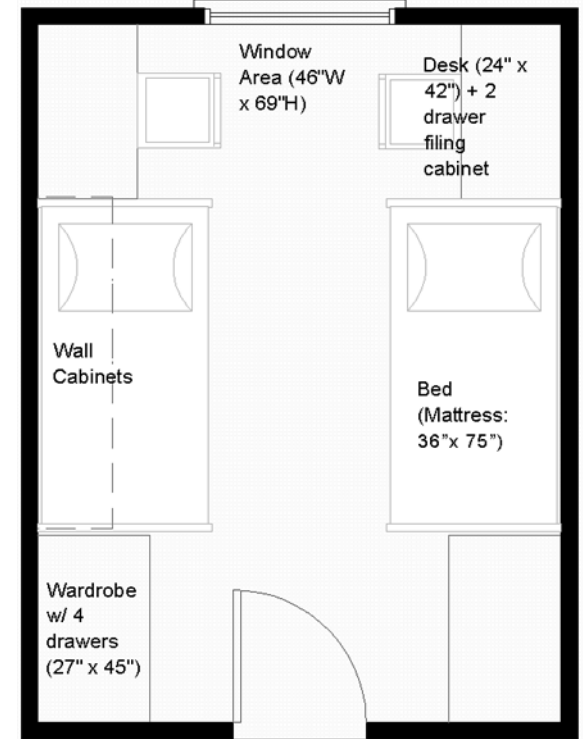 Window
Area (46"W
x 69"H)
Desk (24" x
42") + 2
drawer
filing
cabinet
Wall
Cabinets
Bed
(Mattress:
36”x 75”)
Wardrobe
w/ 4
drawers
(27" x 45")